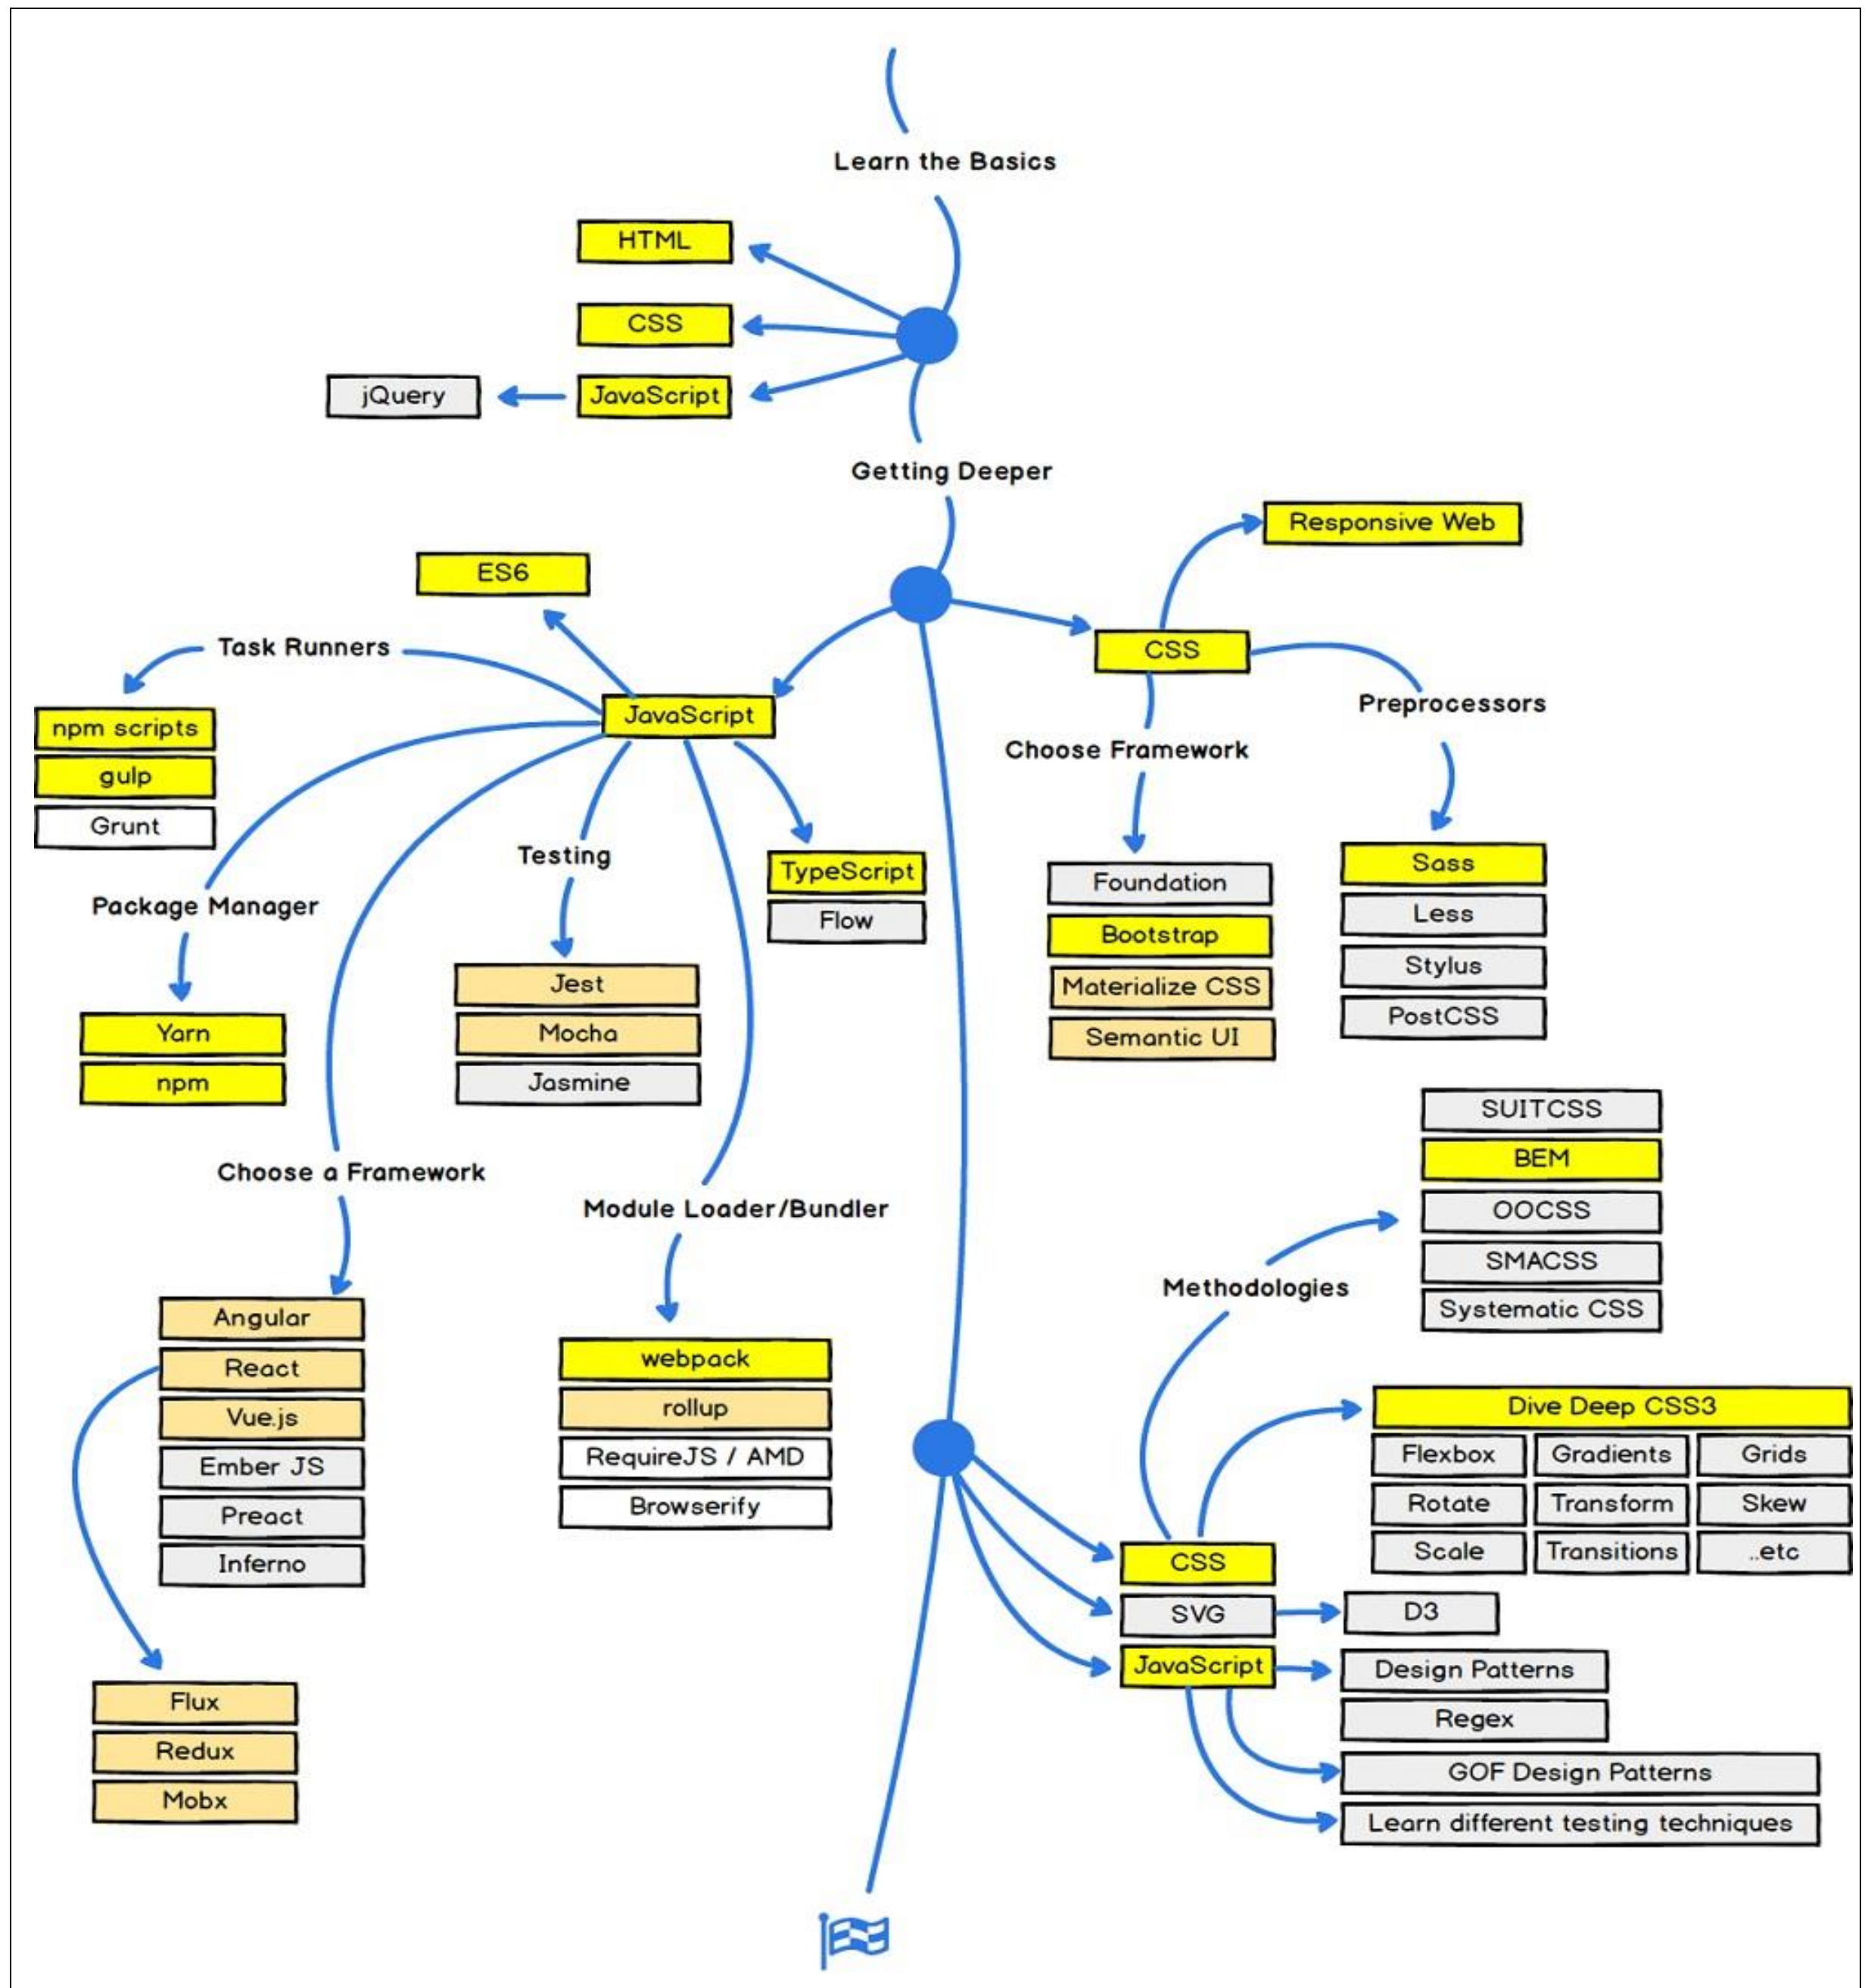 Learn the Basics
HTML
CSS
JavaScript
jQuery
Getting Deeper
Responsive Web
ES6
Task Runners
CSS
JavaScript
Preprocessors
npm scripts
gulp
Grunt
Choose Framework
Testing
TypeScript
Flow
Package Manager
Foundation
Bootstrap
Materialize CSS
Semantic UI
Sass
Less
Stylus
PostCSS
Jest
Mocha
Jasmine
Yarn
npm
SUITCSS
BEM
OOCSS
SMACSS
Systematic CSS
Choose a Framework
Module Loader/Bundler
Methodologies
Angular
React
Vue.js
Ember JS
Preact
Inferno
webpack
rollup
RequireJS / AMD
Browserify
Dive Deep CSS3
Flexbox Gradients Grids
Rotate Transform Skew
Scale Transitions ..etc
CSS
SVG
D3
JavaScript
Design Patterns
Regex
GOF Design Patterns
Learn different testing techniques
Flux
Redux
Mobx